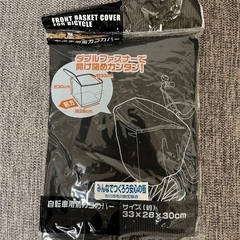 FRONT BASKET COVER
FOR BICYCLE
ダブルファスナーで
開け閉めカンタン!
みんなでつくろう安心の街
自転車用前カゴカバー
サイズ(約)
33×28×30cm